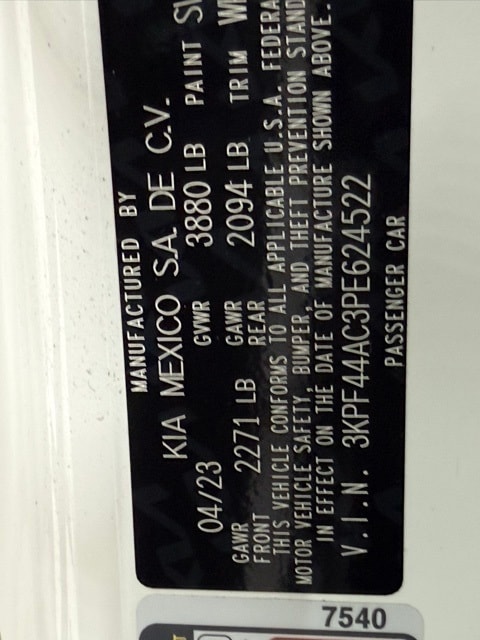 MANUFACTURED BY
KIA MEXICO S.A. DE C.V.
04/23 GVWR 3880 LB PAINT
GAWR FRONT 2271 LB GAWR REAR 2094 LB TRIM
THIS VEHICLE CONFORMS TO ALL APPLICABLE U.S.A. FEDERA
MOTOR VEHICLE SAFETY, BUMPER, AND THEFT PREVENTION STAND
IN EFFECT ON THE DATE OF MANUFACTURE SHOWN ABOVE.
V.I.N. 3KPF44AC3PE624522
PASSENGER CAR
7540